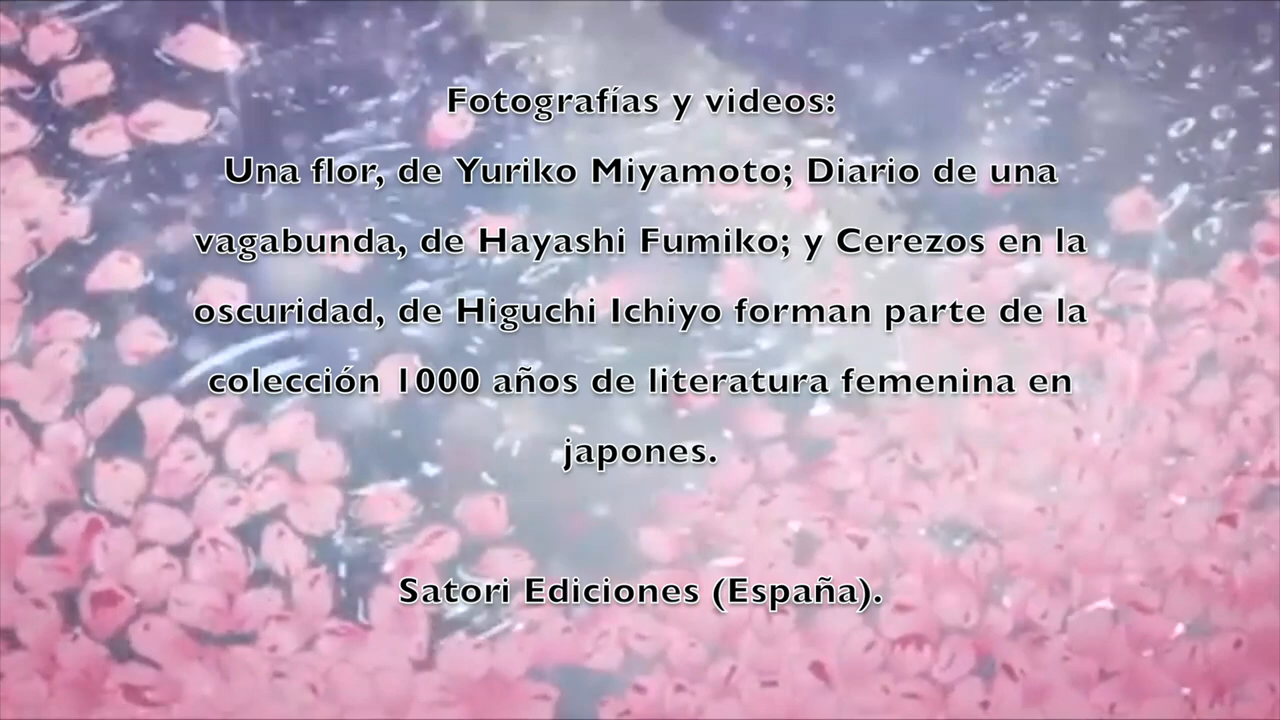 Fotografías y videos:
Una flor, de Yuriko Miyamoto; Diario de una
vagabunda, de Hayashi Fumiko; y Cerezos en la
oscuridad, de Higuchi Ichiyo forman parte de la
colección 1000 años de literatura femenina en
japones.
Satori Ediciones (España).